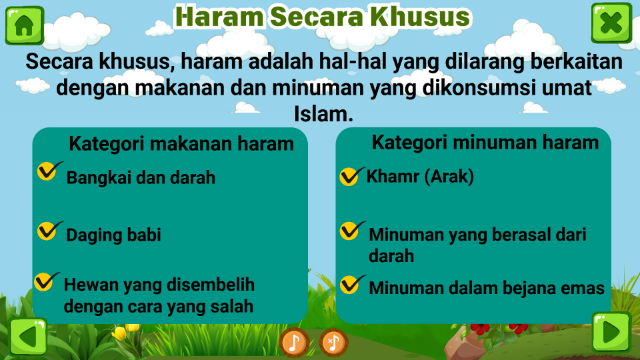 Haram Secara Khusus
Secara khusus, haram adalah hal-hal yang dilarang berkaitan
dengan makanan dan minuman yang dikonsumsi umat
Islam.
Kategori makanan haram
Bangkai dan darah
Daging babi
Hewan yang disembelih
dengan cara yang salah
Kategori minuman haram
Khamr (Arak)
Minuman yang berasal dari
darah
Minuman dalam bejana emas